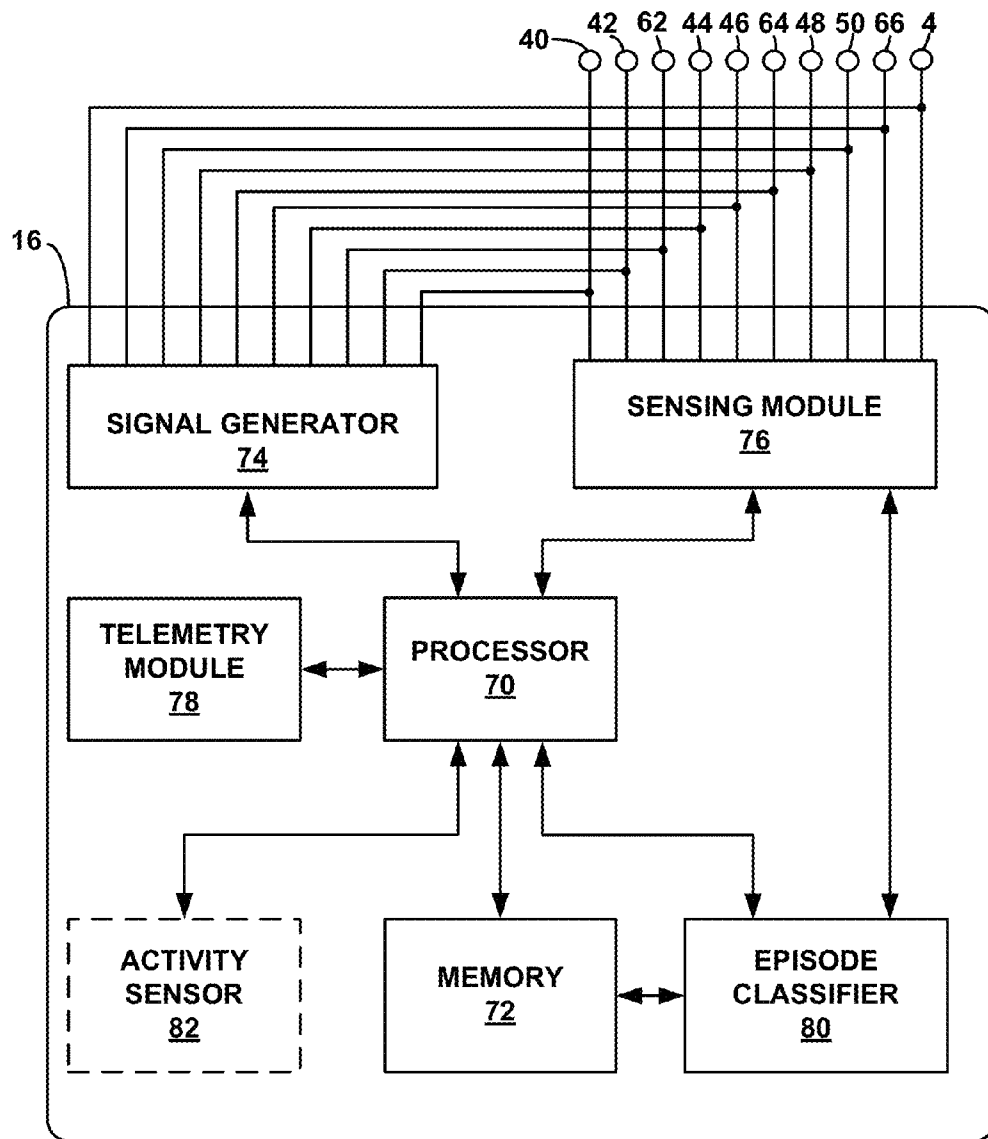 40 42 62 44 46 64 48 50 66 4
16
SIGNAL GENERATOR
74
SENSING MODULE
76
TELEMETRY
MODULE
78
PROCESSOR
70
ACTIVITY
SENSOR
82
MEMORY
72
EPISODE
CLASSIFIER
80